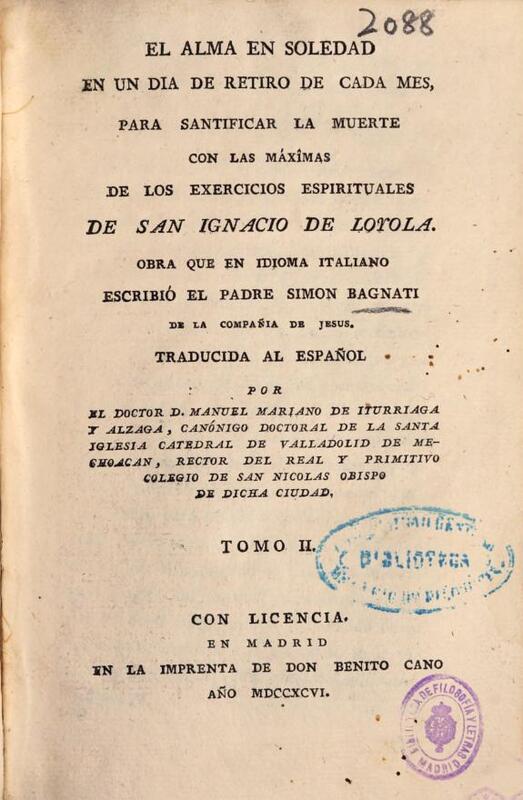 2088
EL ALMA EN SOLEDAD
EN UN DIA DE RETIRO DE CADA MES,
PARA SANTIFICAR LA MUERTE
CON LAS MÁXÎMAS
DE LOS EXERCICIOS ESPIRITUALES
DE SAN IGNACIO DE LOYOLA.
OBRA QUE EN IDIOMA ITALIANO
ESCRIBIÓ EL PADRE SIMON BAGNATI
DE LA COMPAÑIA DE JESUS.
TRADUCIDA AL ESPAÑOL
POR
EL DOCTOR D. MANUEL MARIANO DE ITURRIAGA
Y ALZAGA, CANÓNIGO DOCTORAL DE LA SANTA
IGLESIA CATEDRAL DE VALLADOLID DE ME-
CHOACAN, RECTOR DEL REAL Y PRIMITIVO
COLEGIO DE SAN NICOLAS OBISPO
DE DICHA CIUDAD,
TOMO II.
BIBLIOTECA
CON LICENCIA.
EN MADRID
EN LA IMPRENTA DE DON BENITO CANO
AÑO MDCCXCVI.
BIBLIOTECA DE FILOSOFÍA Y LETRAS
MADRID